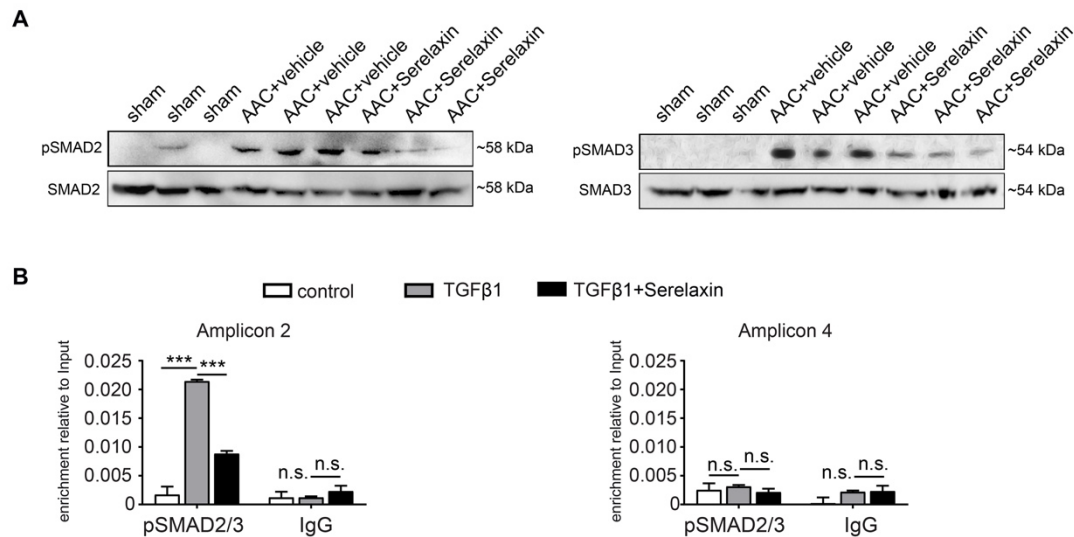 A
sham sham sham AAC+vehicle AAC+vehicle AAC+vehicle AAC+Serelaxin AAC+Serelaxin AAC+Serelaxin
pSMAD2 ~58 kDa
SMAD2 ~58 kDa
sham sham sham AAC+vehicle AAC+vehicle AAC+vehicle AAC+Serelaxin AAC+Serelaxin AAC+Serelaxin
pSMAD3 ~54 kDa
SMAD3 ~54 kDa
B
control TGFβ1 TGFβ1+Serelaxin
Amplicon 2
enrichment relative to Input
0.025
0.020
0.015
0.010
0.005
0
*** ***
n.s. n.s.
pSMAD2/3 IgG
Amplicon 4
enrichment relative to Input
0.025
0.020
0.015
0.010
0.005
0
n.s. n.s.
n.s. n.s.
pSMAD2/3 IgG